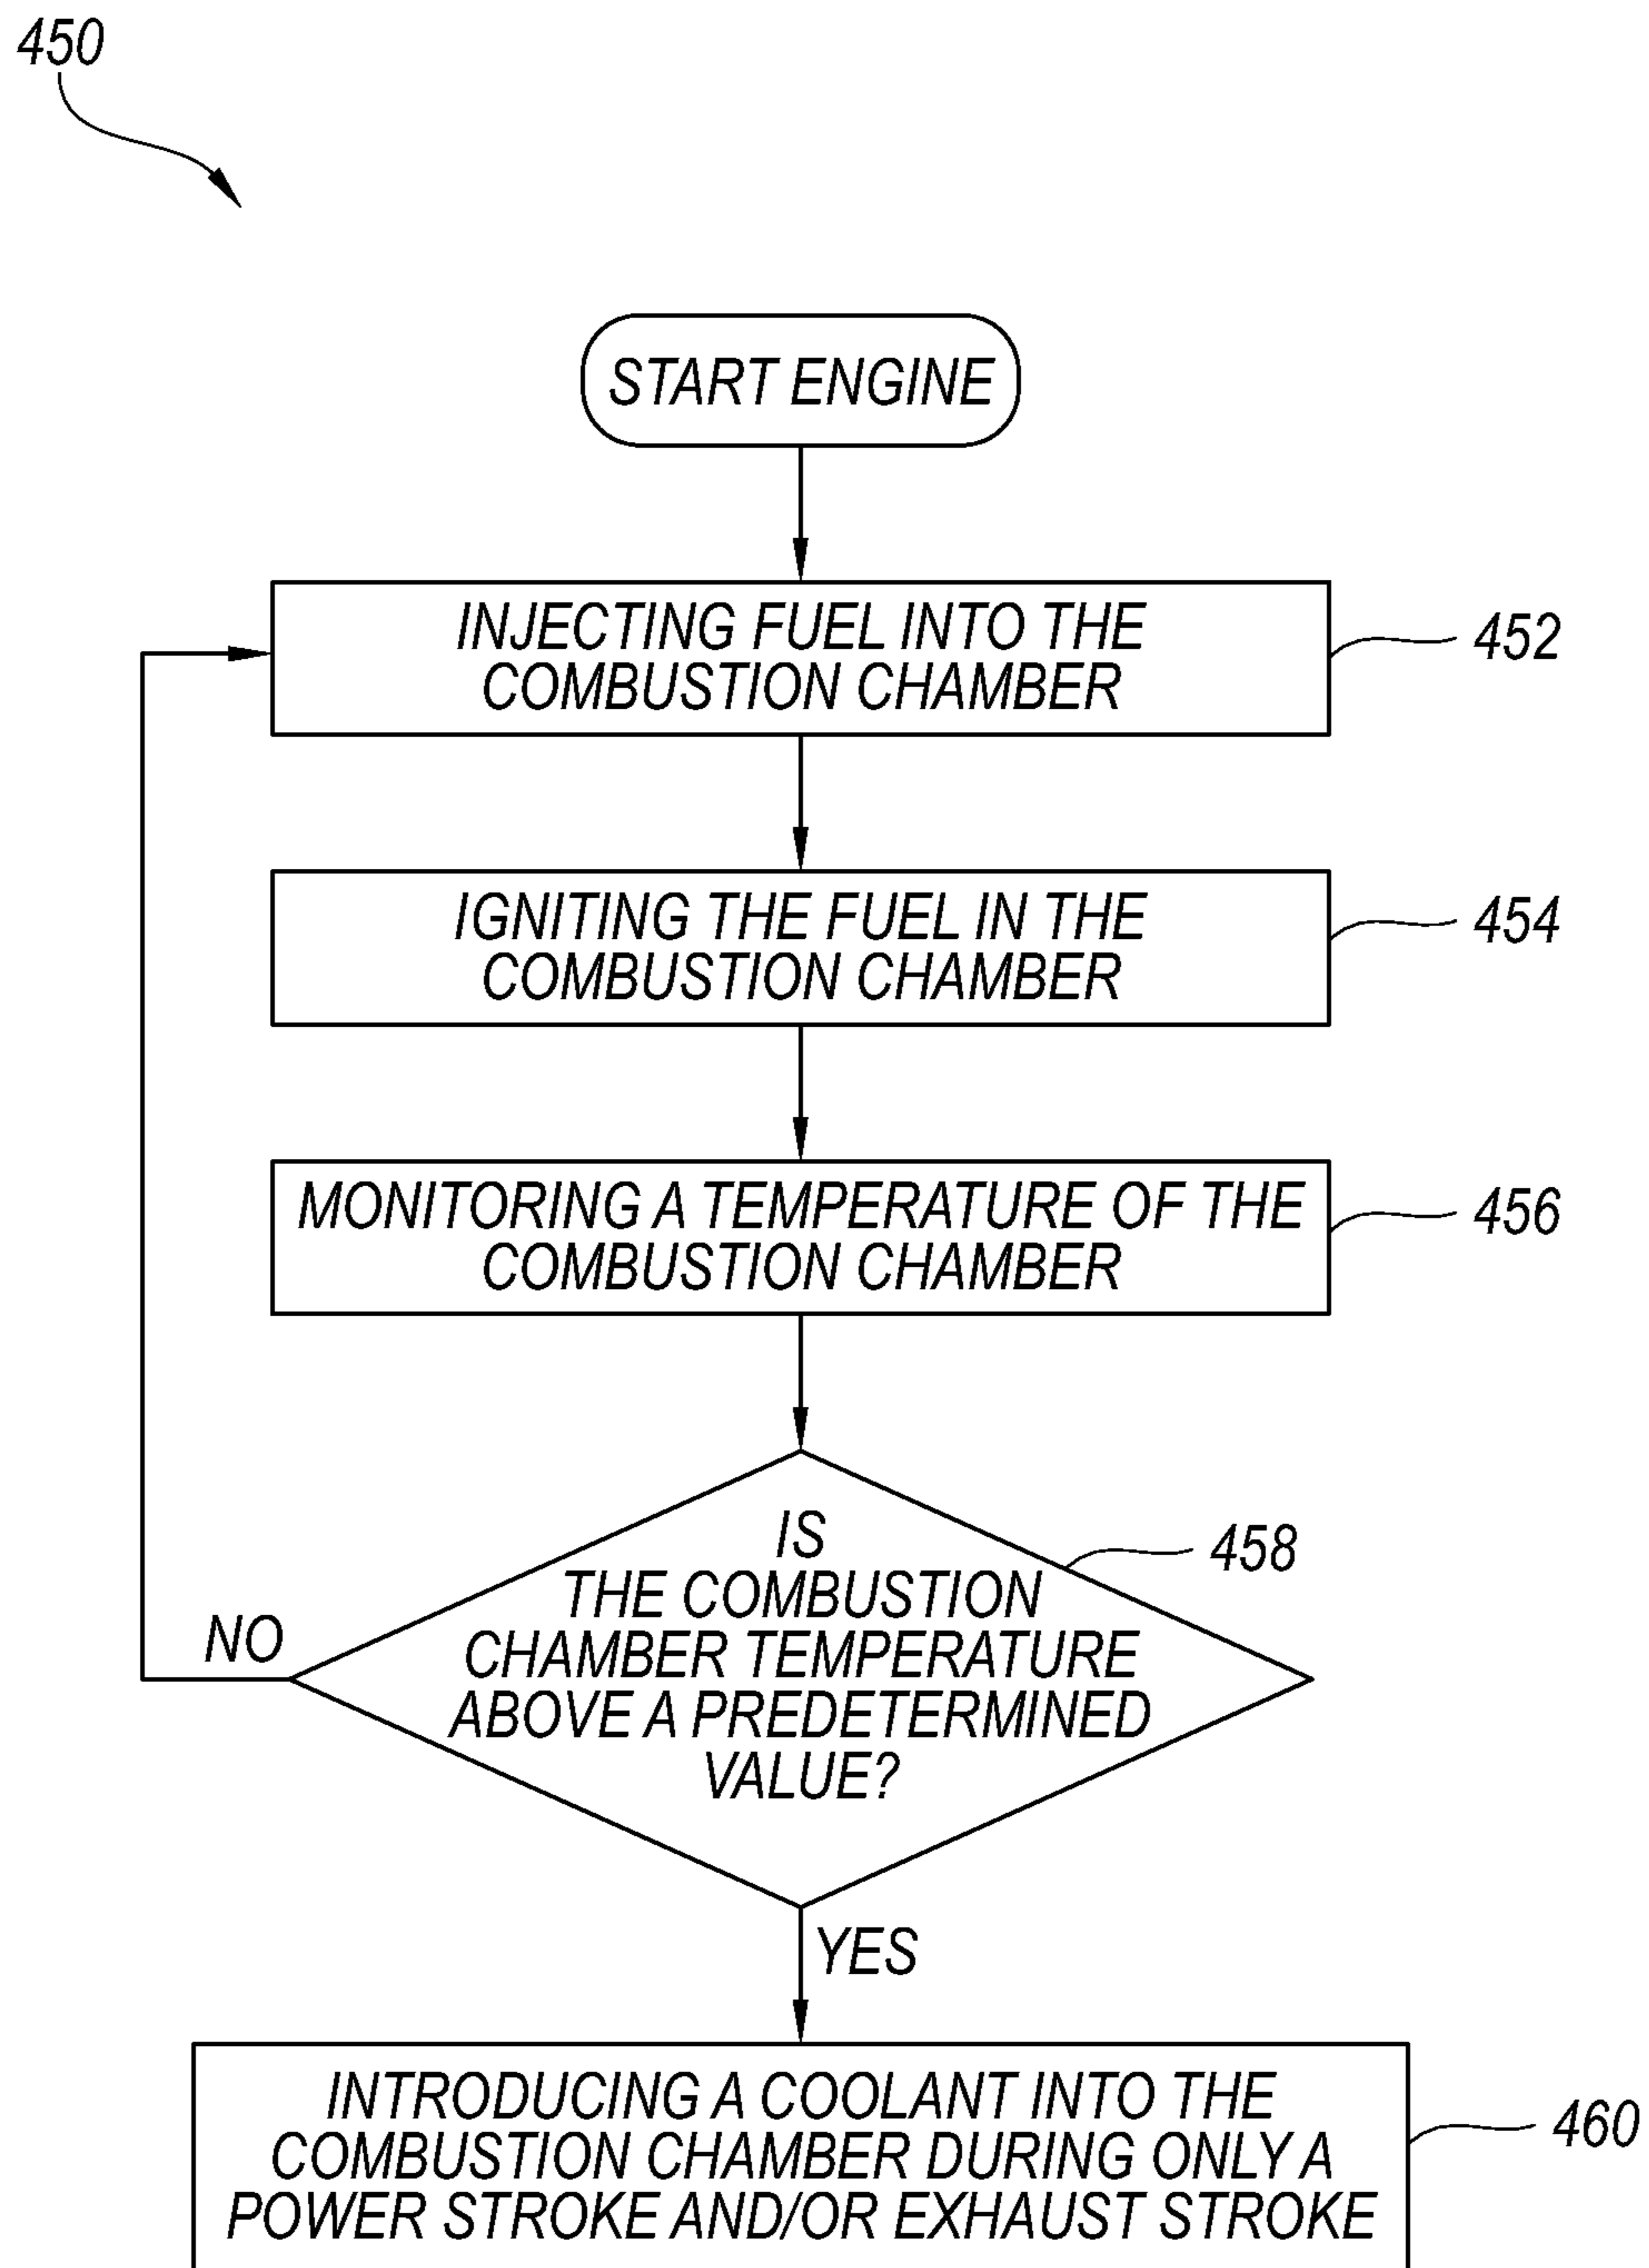 450
START ENGINE
INJECTING FUEL INTO THE
COMBUSTION CHAMBER
452
IGNITING THE FUEL IN THE
COMBUSTION CHAMBER
454
MONITORING A TEMPERATURE OF THE
COMBUSTION CHAMBER
456
IS
THE COMBUSTION
CHAMBER TEMPERATURE
ABOVE A PREDETERMINED
VALUE?
458
NO
YES
INTRODUCING A COOLANT INTO THE
COMBUSTION CHAMBER DURING ONLY A
POWER STROKE AND/OR EXHAUST STROKE
460